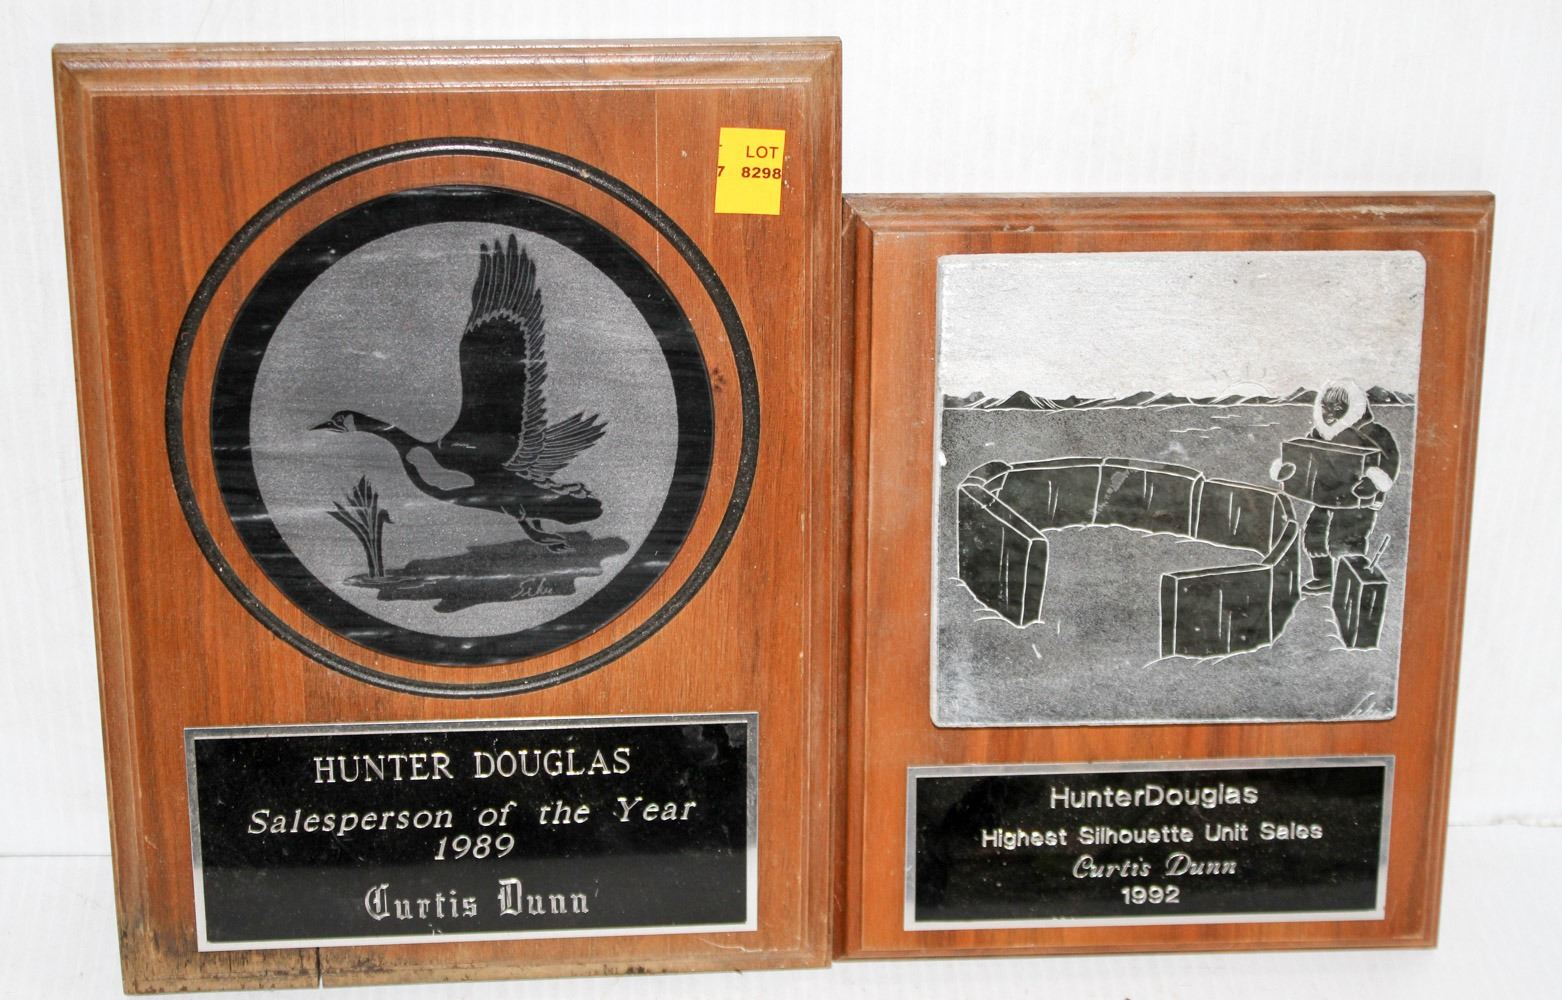 LOT
7 8298
HUNTER DOUGLAS
Salesperson of the Year
1989
Curtis Dunn
HunterDouglas
Highest Silhouette Unit Sales
Curtis Dunn
1992